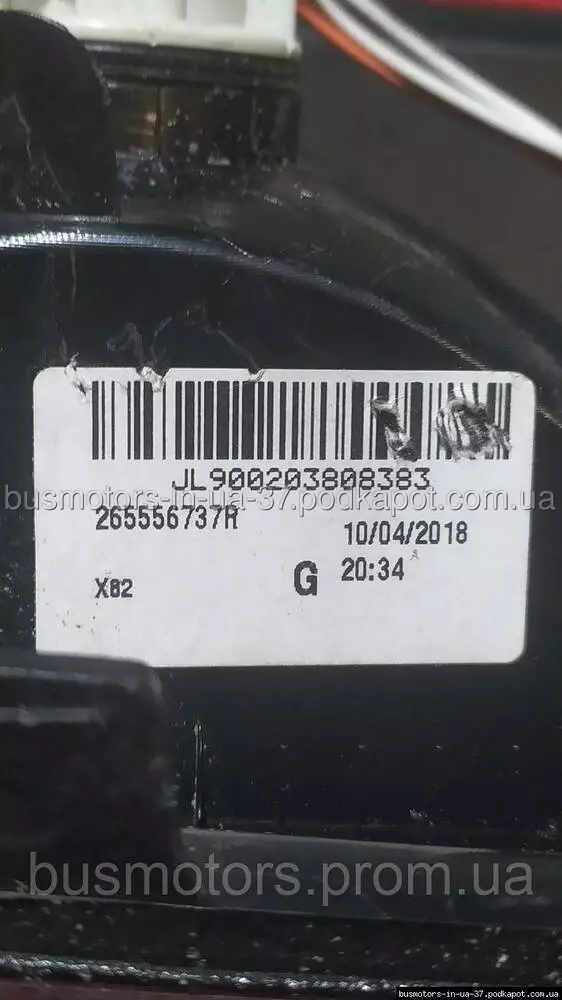 JL900203808383
busmotors-in-ua-37.podkapot.com.ua
265556737R
10/04/2018
X82
G
20:34
busmotors.prom.ua
busmotors-in-ua-37.podkapot.com.ua